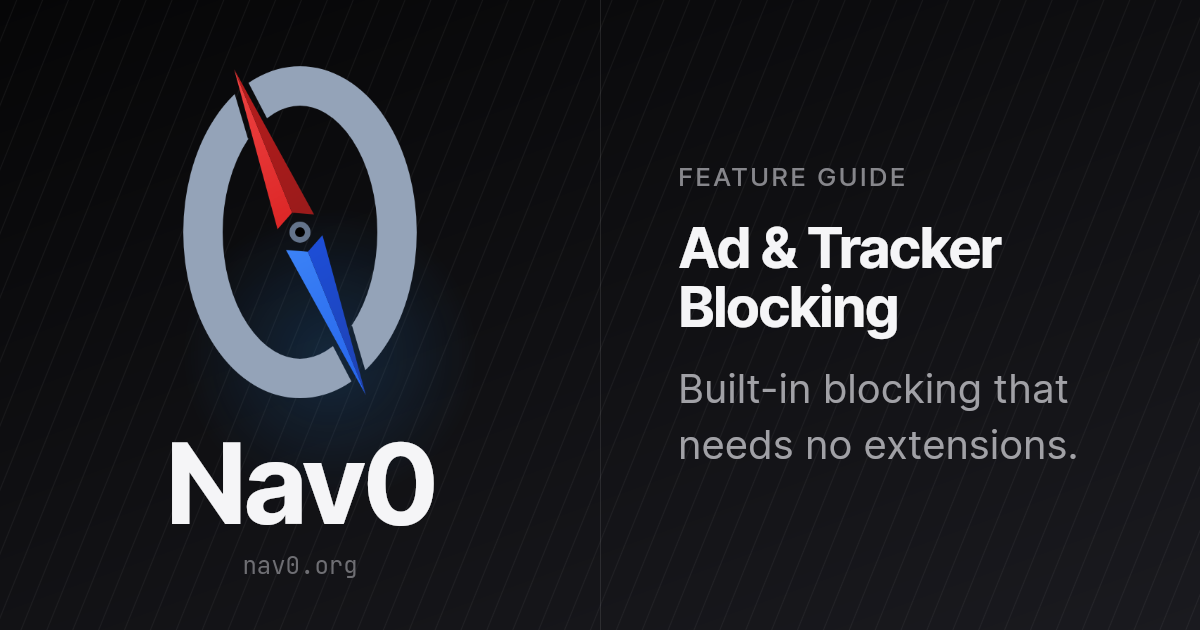 Nav0
nav0.org
FEATURE GUIDE
Ad & Tracker
Blocking
Built-in blocking that
needs no extensions.